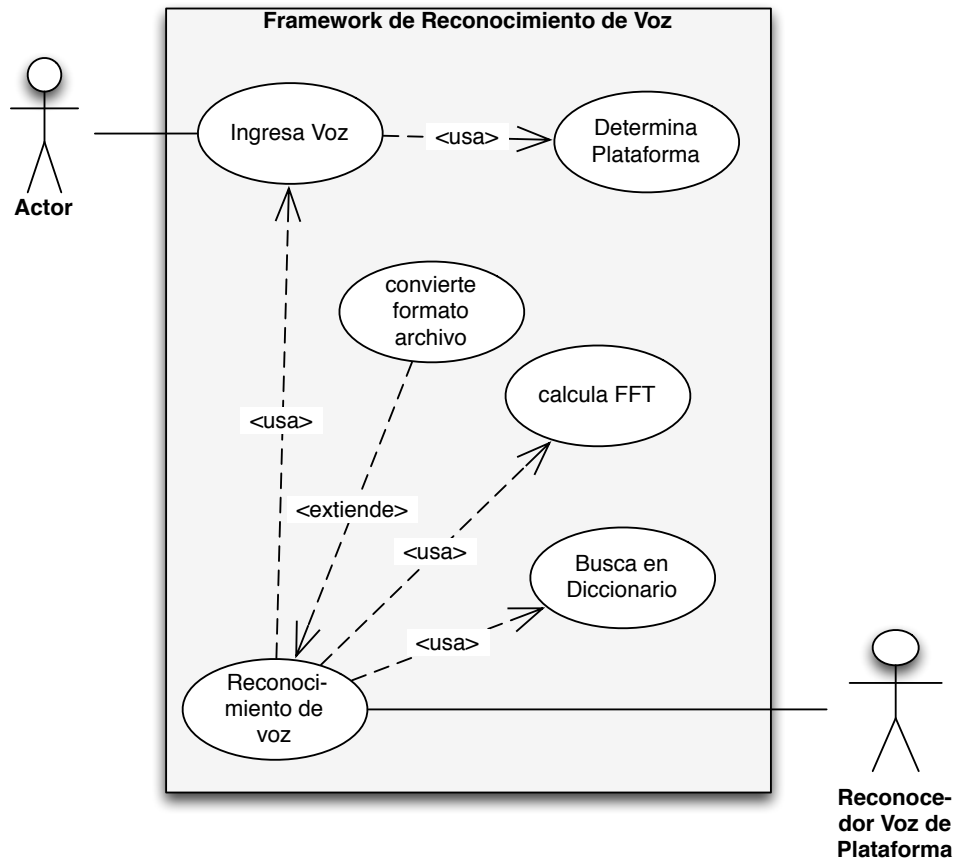 Framework de Reconocimiento de Voz
Ingresa Voz
<usa>
Determina
Plataforma
Actor
convierte
formato
archivo
calcula FFT
<usa>
<extiende>
<usa>
Busca en
Diccionario
<usa>
Reconoci-
miento de
voz
Reconoce-
dor Voz de
Plataforma